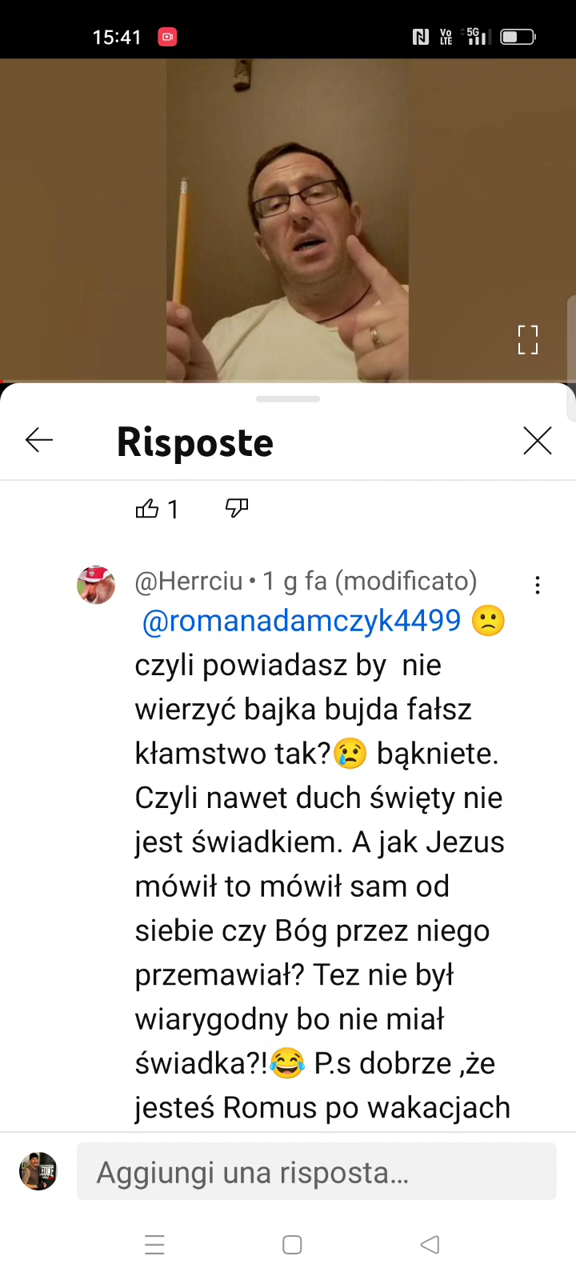 15:41
Vo LTE 5G
Risposte
1
@Herrciu • 1 g fa (modificato)
@romanadamczyk4499 🙁
czyli powiadasz by nie
wierzyć bajka bujda fałsz
kłamstwo tak?😢 bąkniete.
Czyli nawet duch święty nie
jest świadkiem. A jak Jezus
mówił to mówił sam od
siebie czy Bóg przez niego
przemawiał? Tez nie był
wiarygodny bo nie miał
świadka?!😂 P.s dobrze ,że
jesteś Romus po wakacjach
Aggiungi una risposta...